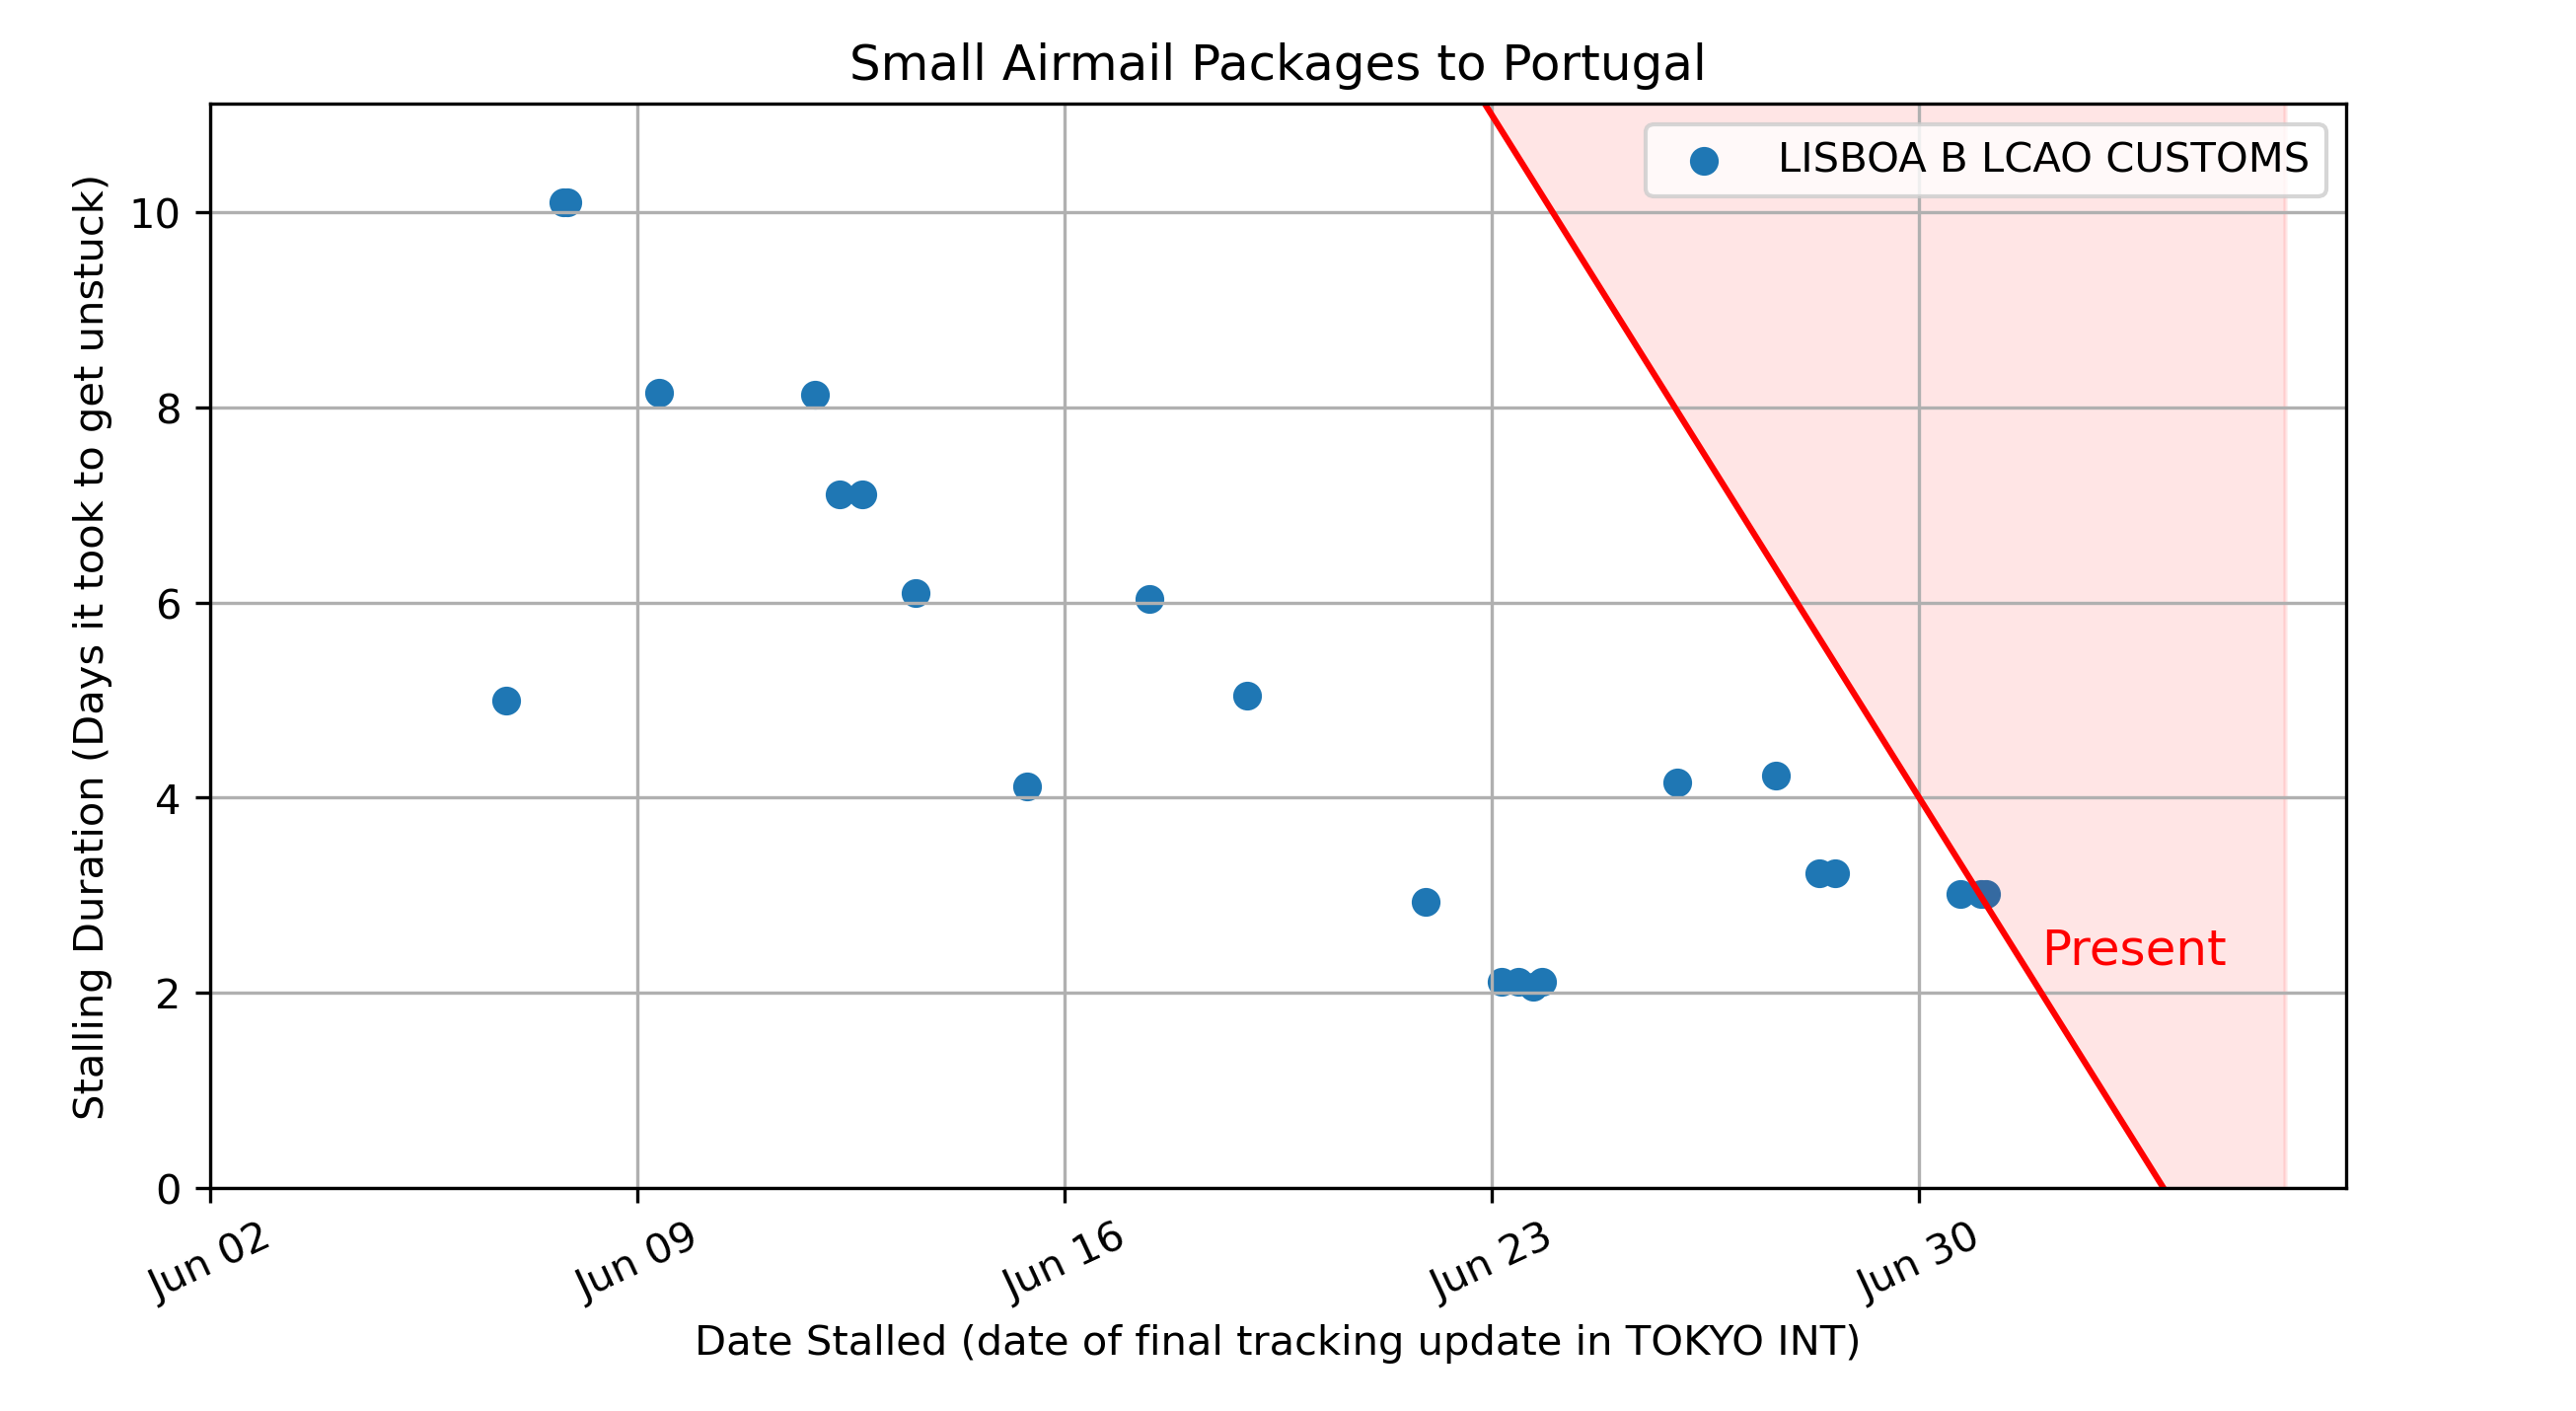 Small Airmail Packages to Portugal
LISBOA B LCAO CUSTOMS
Stalling Duration (Days it took to get unstuck)
10
8
6
4
2
0
Present
Jun 02
Jun 09
Jun 16
Jun 23
Jun 30
Date Stalled (date of final tracking update in TOKYO INT)